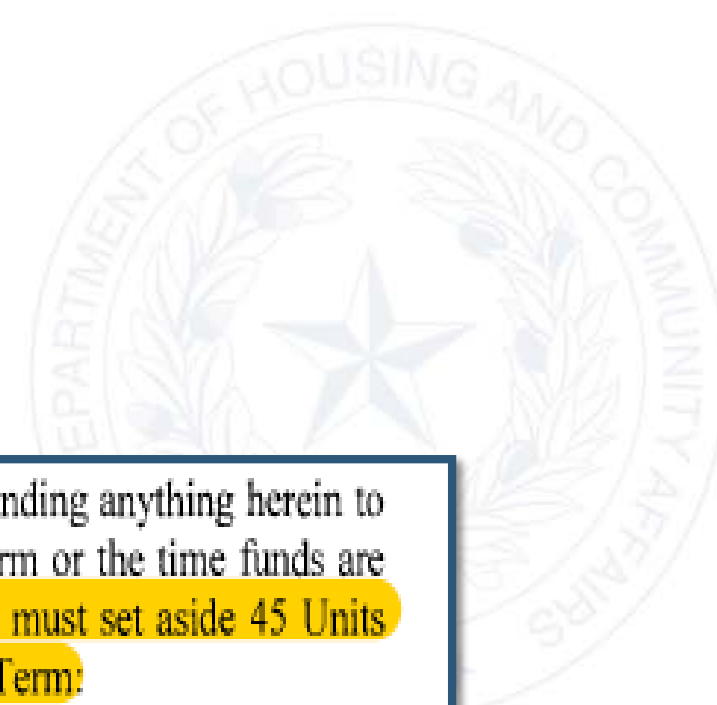 DEPARTMENT OF HOUSING AND COMMUNITY AFFAIRS
nding anything herein to
rm or the time funds are
must set aside 45 Units
Term: